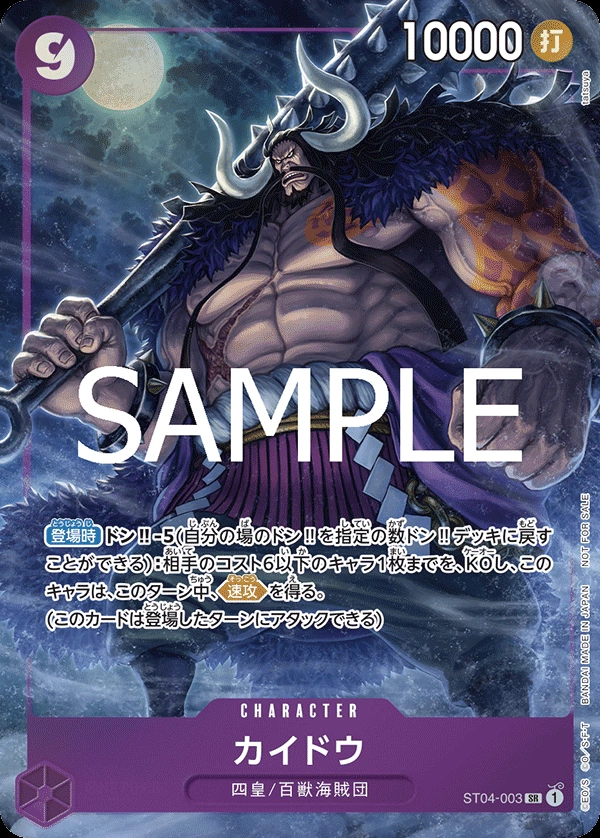 9
10000 打
tatsuya
SAMPLE
登場時 ドン!!-5(自分の場のドン!!を指定の数ドン!!デッキに戻す
ことができる):相手のコスト6以下のキャラ1枚までを、KOし、この
キャラは、このターン中、速攻を得る。
(このカードは登場したターンにアタックできる)
CHARACTER
カイドウ
四皇/百獣海賊団
ST04-003 SR 1
©E.O/S. ©O/S・F・T BANDAI MADE IN JAPAN NOT FOR SALE